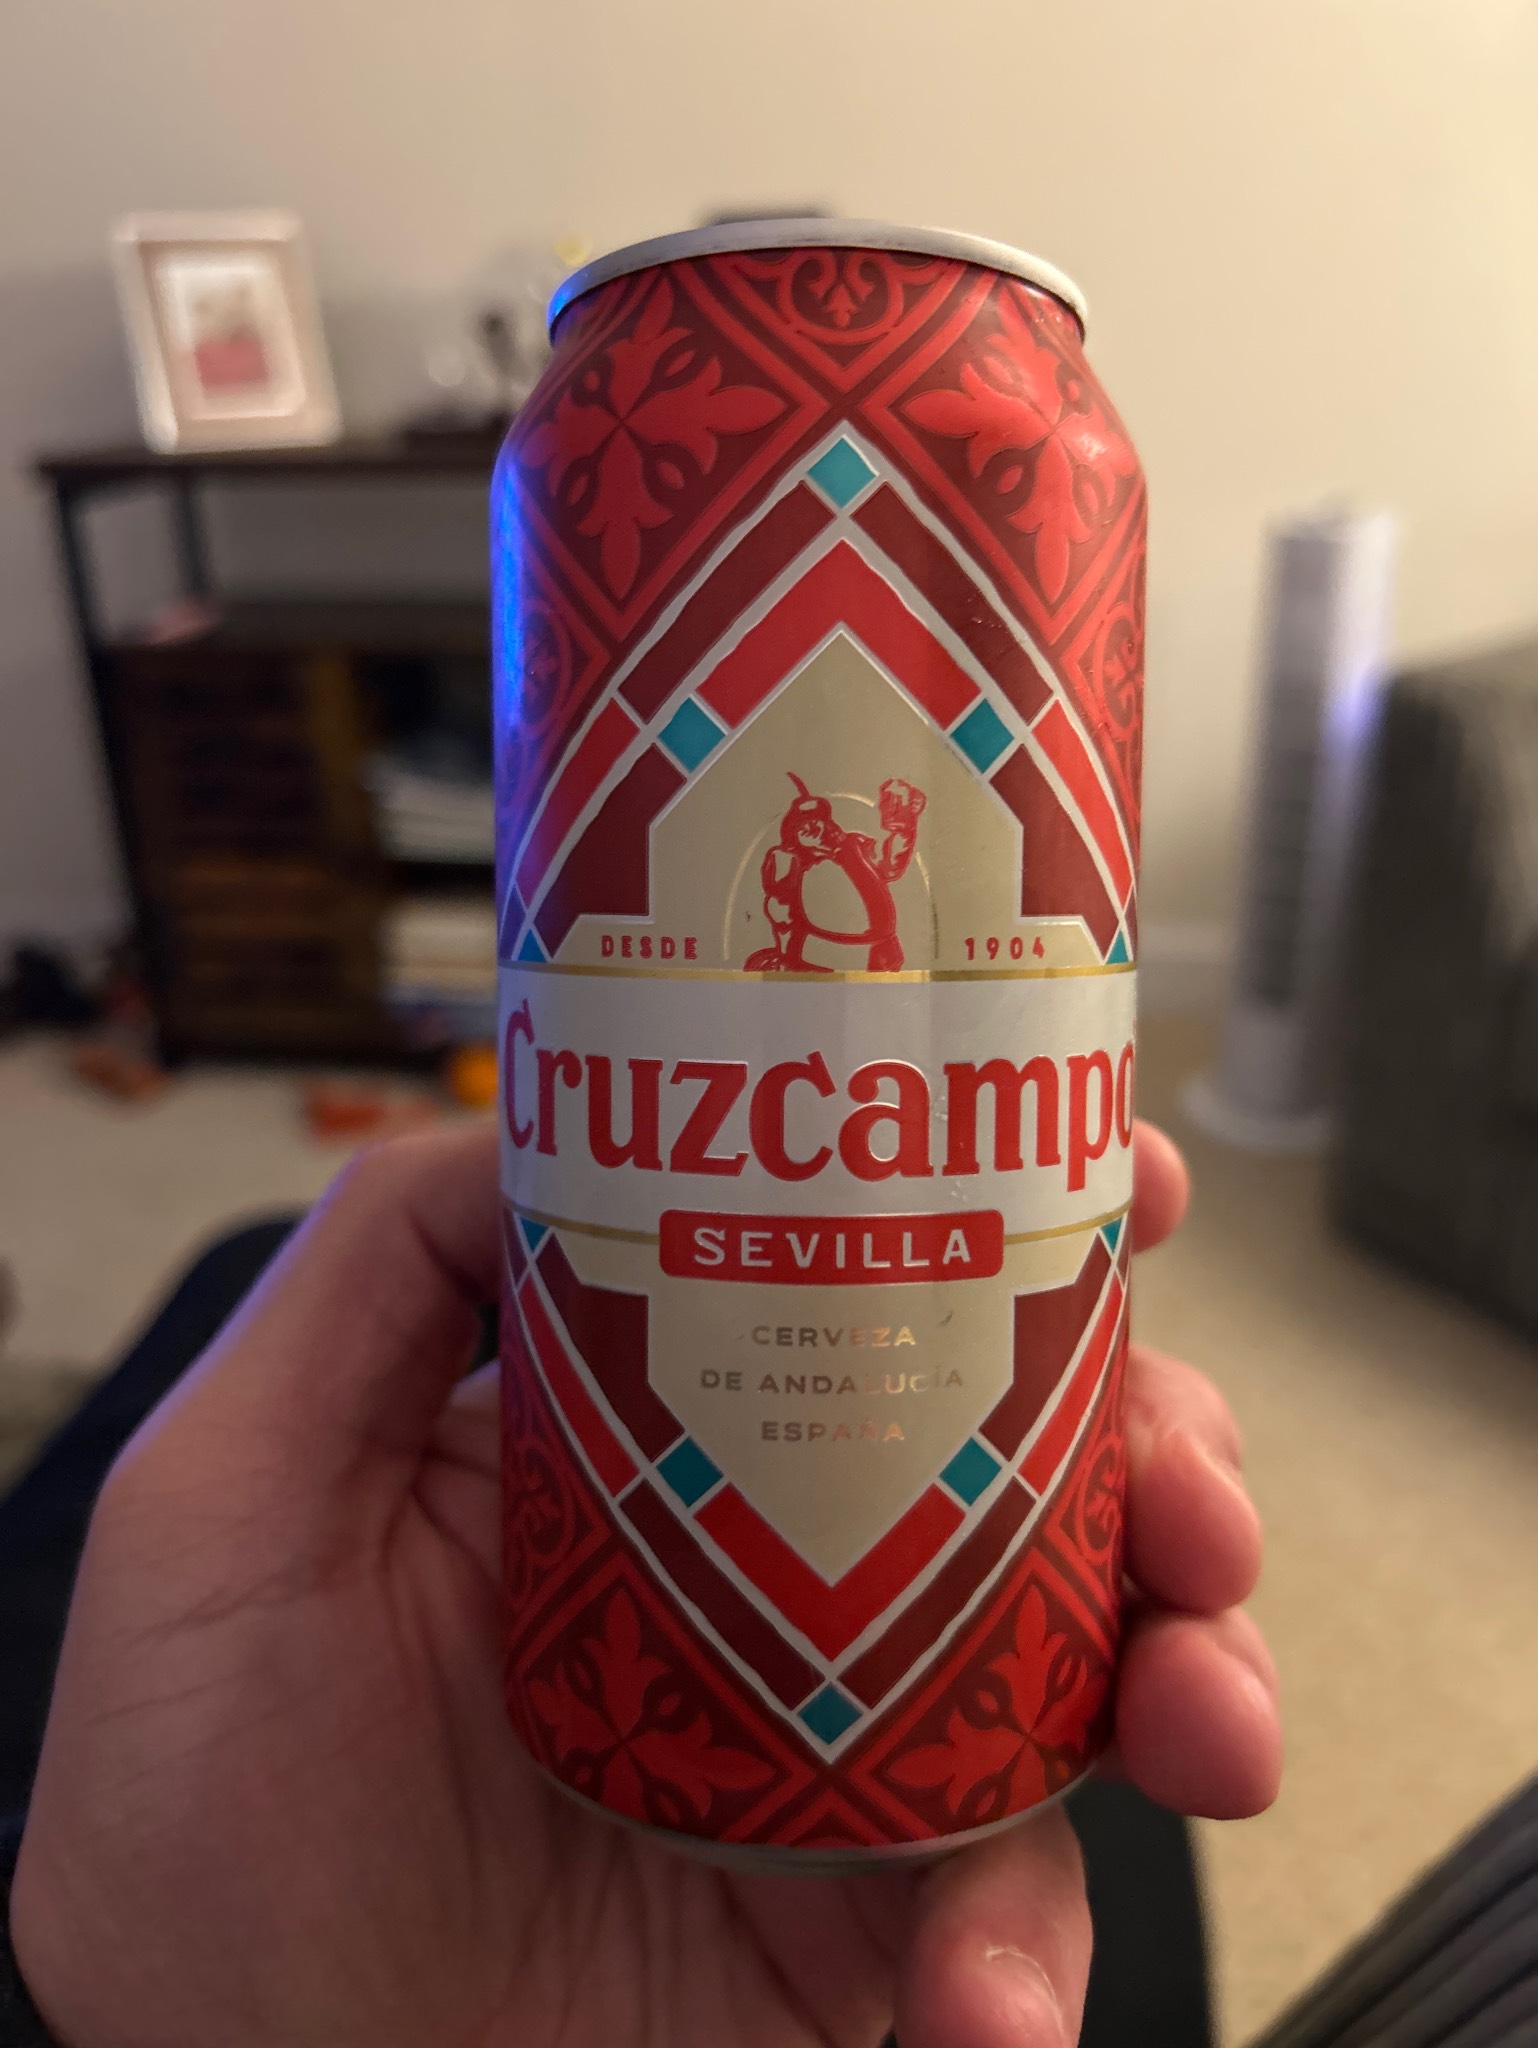 DESDE 1904
Cruzcampo
SEVILLA
CERVEZA
DE ANDALUCÍA
ESPAÑA